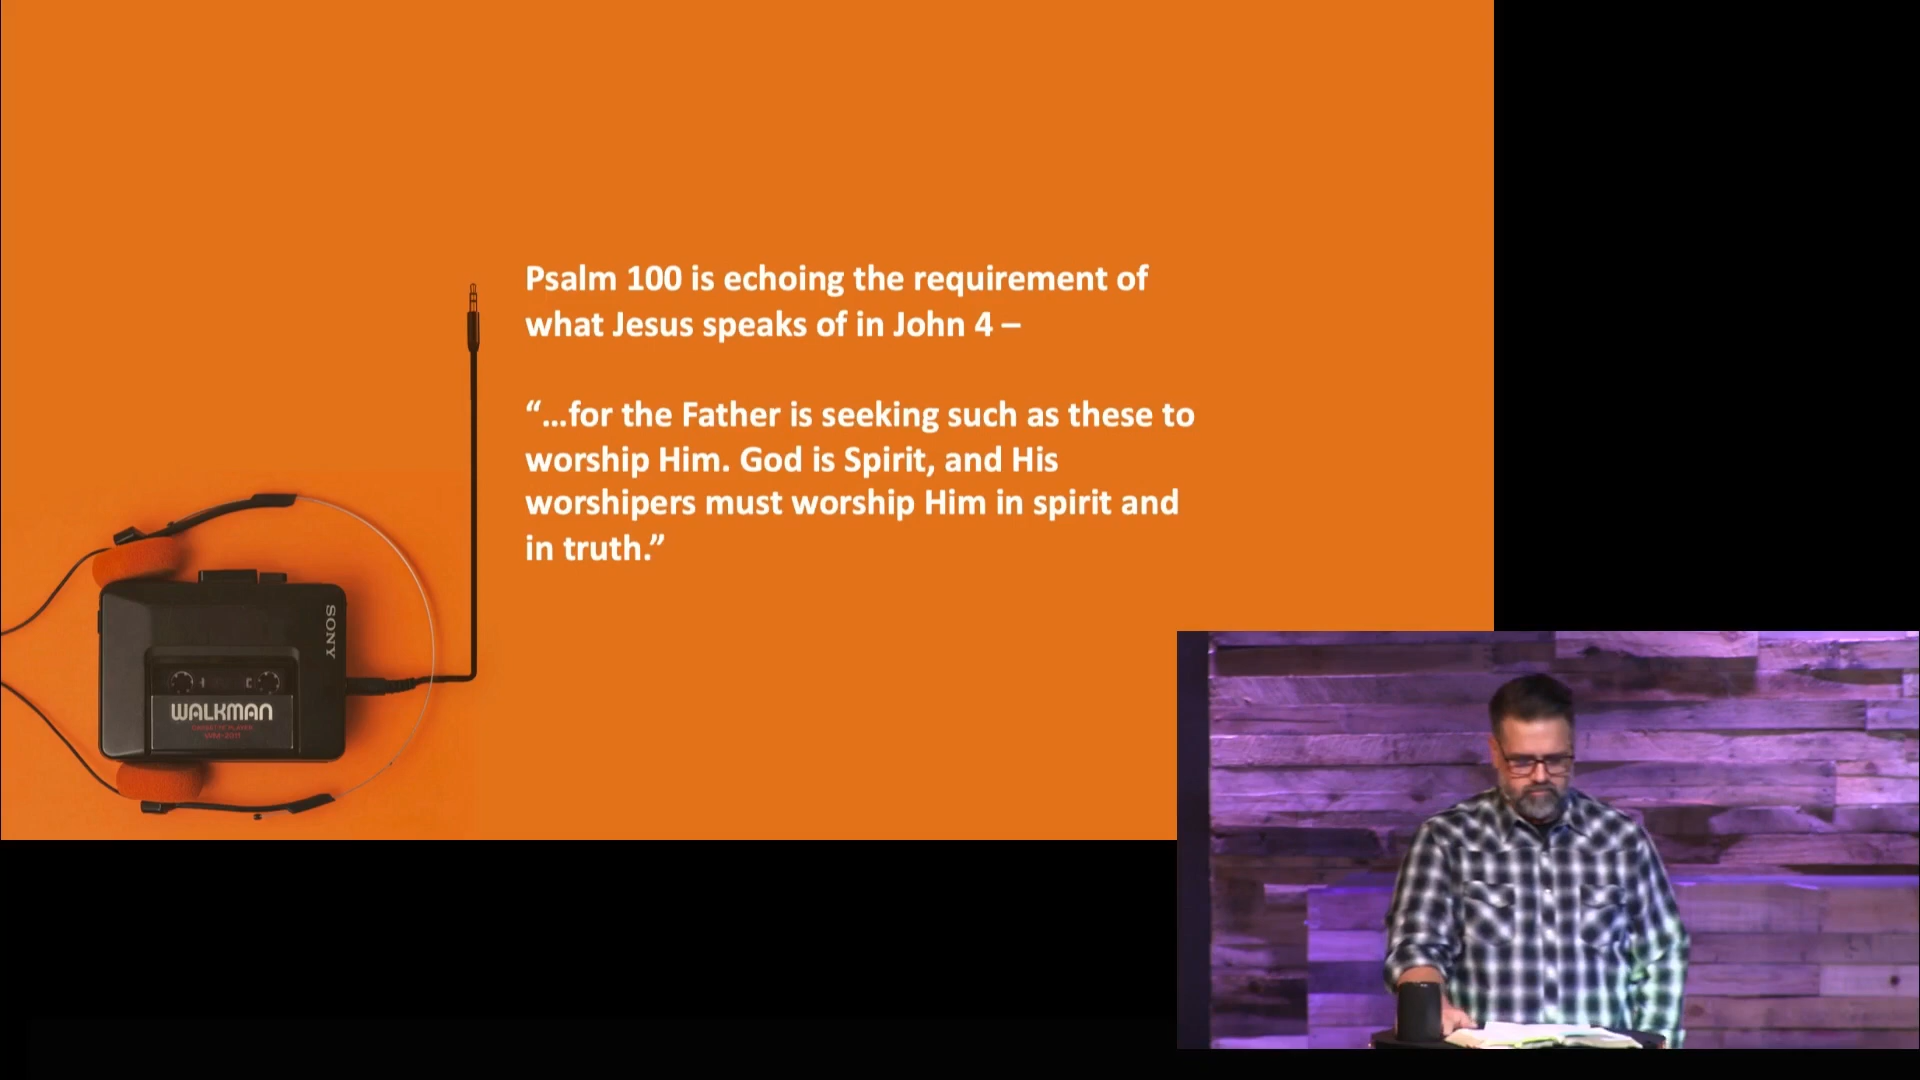 Psalm 100 is echoing the requirement of
what Jesus speaks of in John 4 –
“...for the Father is seeking such as these to
worship Him. God is Spirit, and His
worshipers must worship Him in spirit and
in truth.”
SONY
WALKMAN